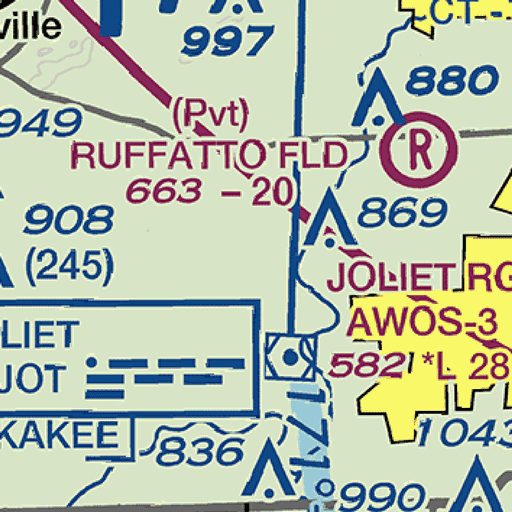 CT -
ville
997
880
949
(Pvt)
RUFFATTO FLD
R
663 - 20
908
869
(245)
JOLIET RG
LIET
AWOS-3
JOT
582 *L 28
KAKEE
1043
836
171°
990